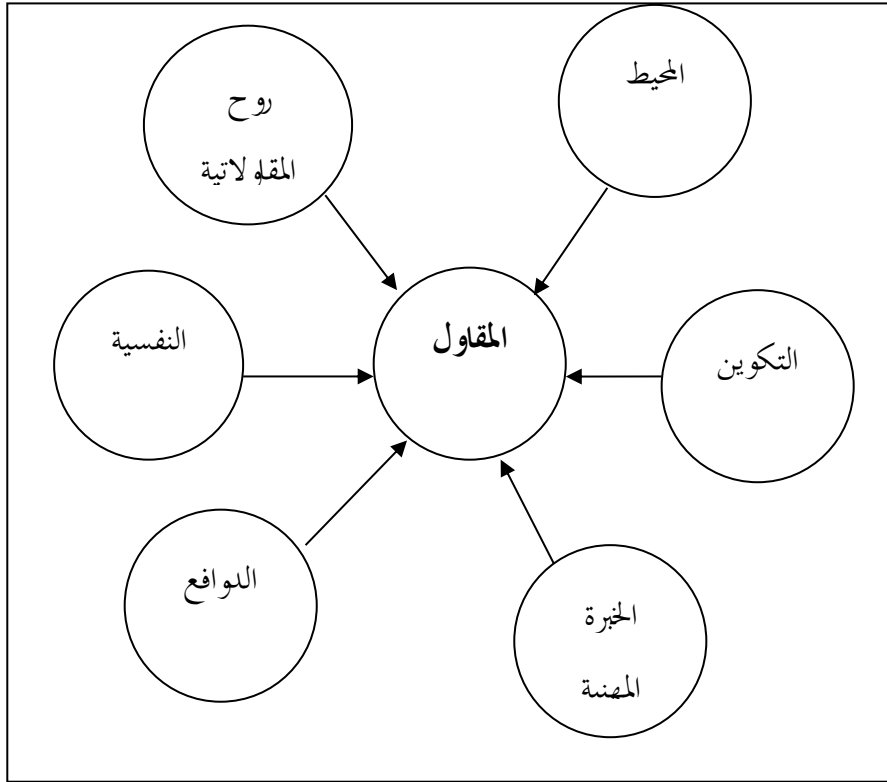 المحيط
روح
المقاولاتية
المقاول
النفسية
التكوين
الدوافع
الخبرة
المهنية